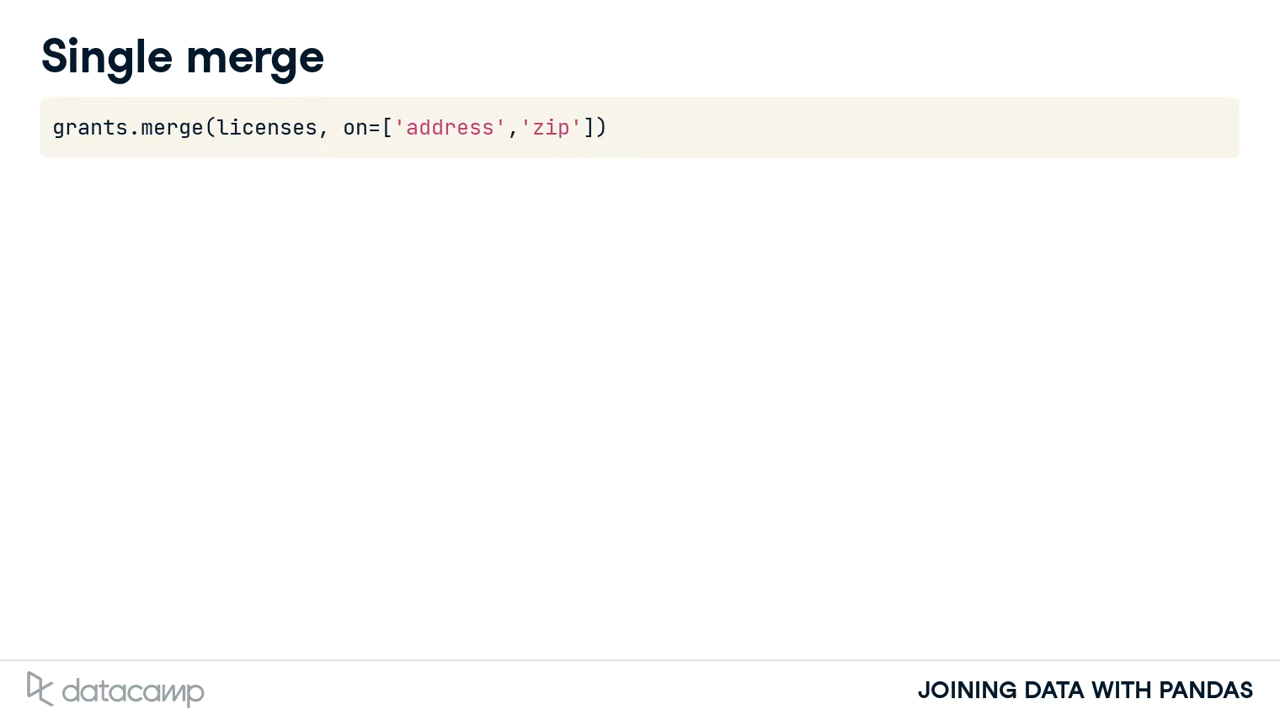 Single merge
grants.merge(licenses, on=['address','zip'])
datacamp
JOINING DATA WITH PANDAS